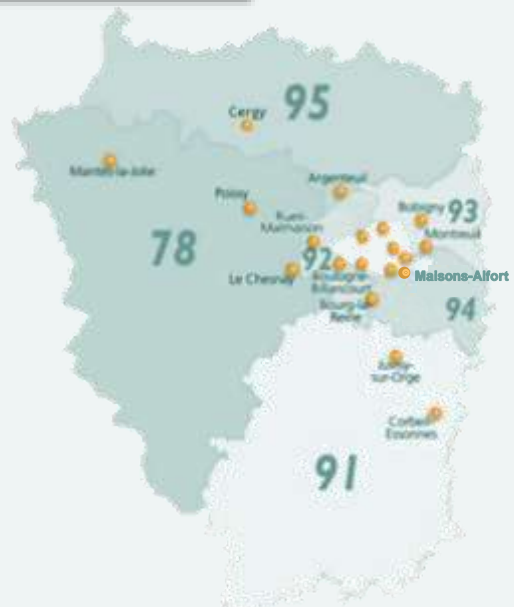 95
Cergy
Mantes-la-Jolie
Argenteuil
Poissy
Bobigny
93
Rueil-
Malmaison
Montreuil
78
92
Le Chesnay
Boulogne-
Billancourt
Maisons-Alfort
Bourg-la-
Reine
94
sur-Orge
Corbeil-
Essonnes
91